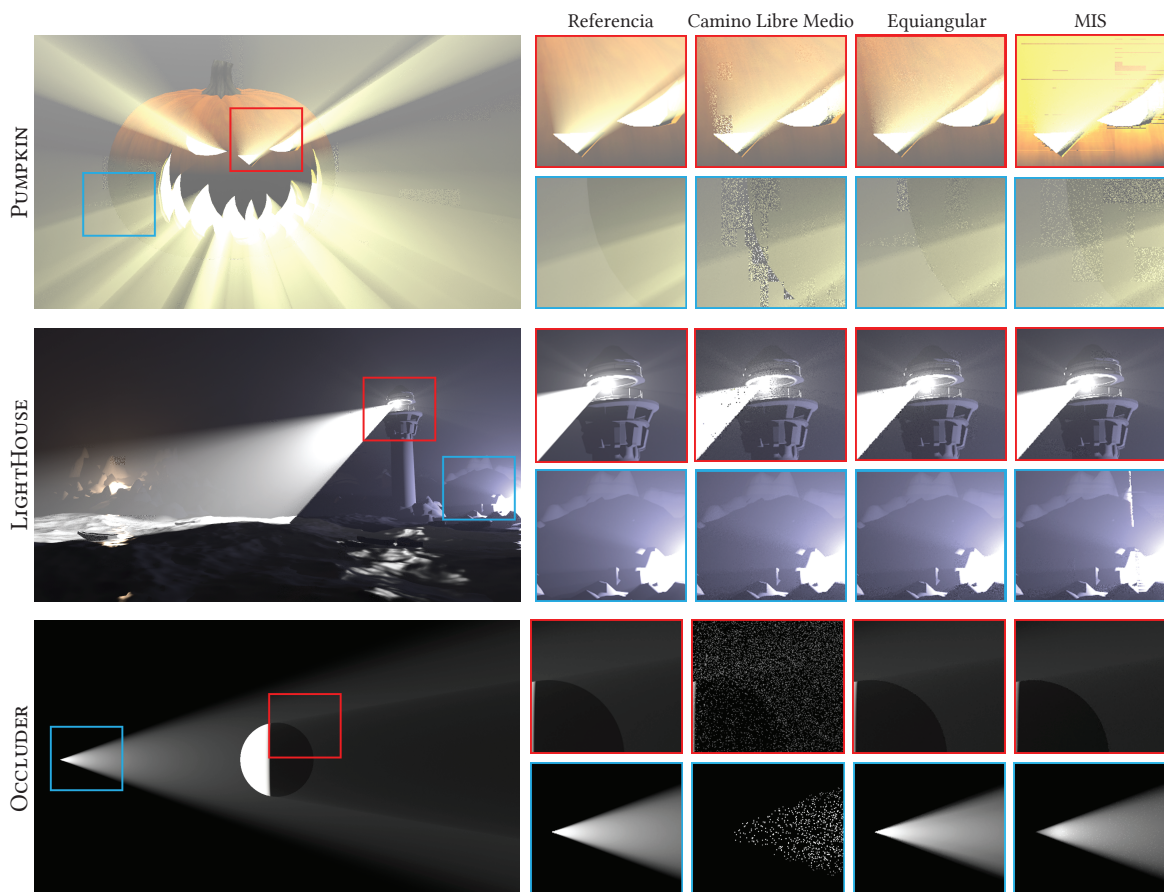 Referencia Camino Libre Medio Equiangular MIS
PUMPKIN
LIGHTHOUSE
OCCLUDER